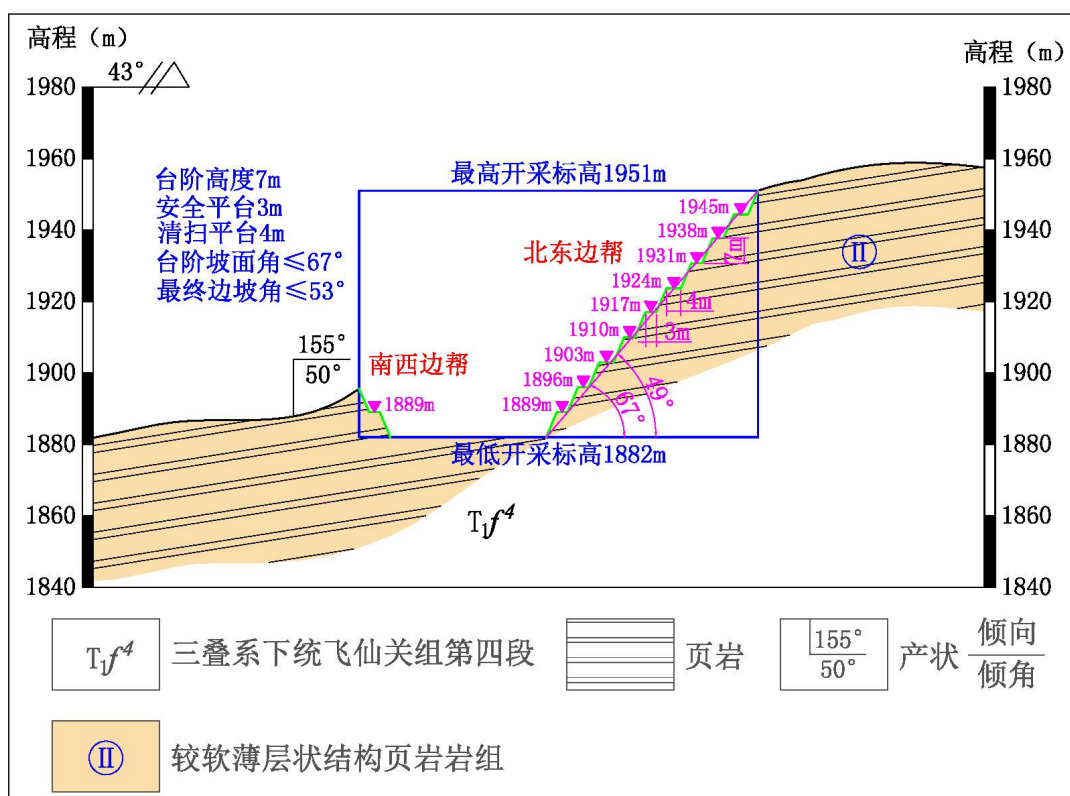 高程（m）
高程（m）
43°
1980
1960
1940
1920
1900
1880
1860
1840
1980
1960
1940
1920
1900
1880
1860
1840
台阶高度7m
安全平台3m
清扫平台4m
台阶坡面角≤67°
最终边坡角≤53°
最高开采标高1951m
北东边帮
1945m
1938m
1931m
1924m
1917m
1910m
1903m
1896m
1889m
7m
4m
3m
49°
67°
Ⅱ
155°
50°
南西边帮
1889m
最低开采标高1882m
T₁f⁴
T₁f⁴
三叠系下统飞仙关组第四段
页岩
155°
50°
产状
倾向
倾角
Ⅱ
较软薄层状结构页岩岩组